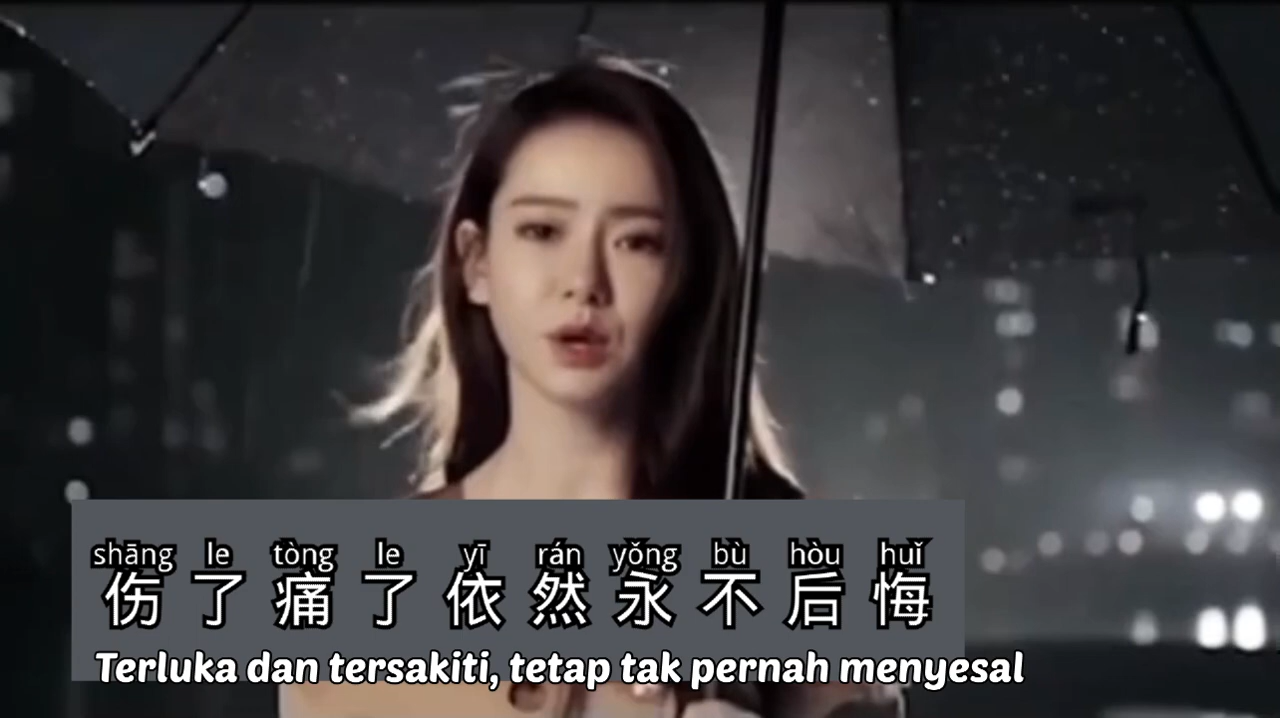 shāng le tòng le yī rán yǒng bù hòu huǐ
伤了痛了依然永不后悔
Terluka dan tersakiti, tetap tak pernah menyesal